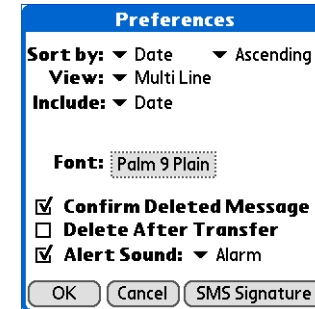 Preferences
Sort by: Date Ascending
View: Multi Line
Include: Date
Font: Palm 9 Plain
Confirm Deleted Message
Delete After Transfer
Alert Sound: Alarm
OK Cancel SMS Signature